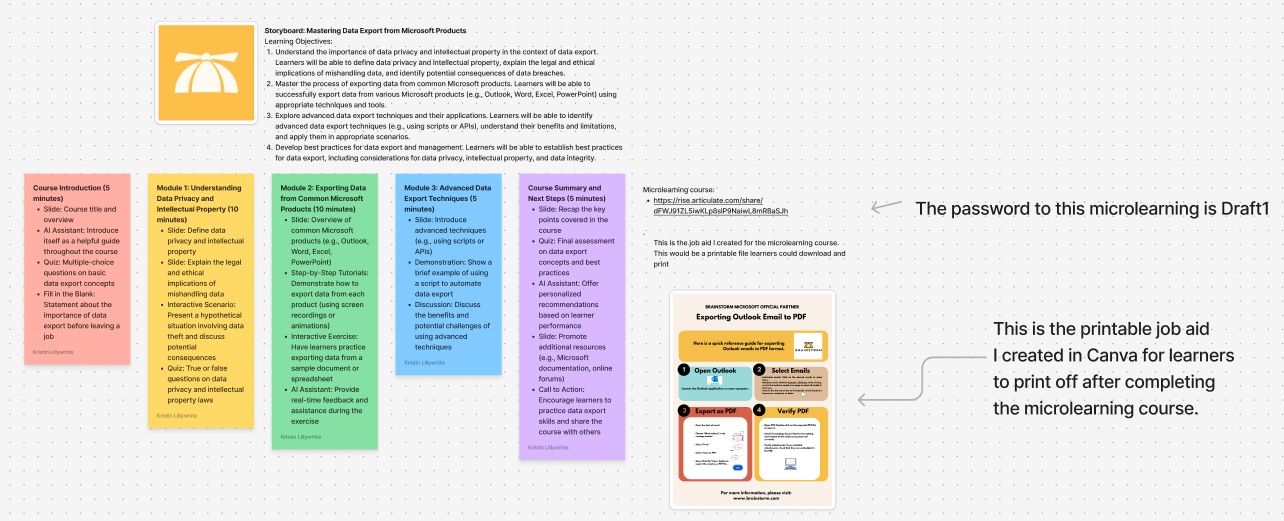 Storyboard: Mastering Data Export from Microsoft Products
Learning Objectives:
1. Understand the importance of data privacy and intellectual property in the context of data export.
Learners will be able to define data privacy and intellectual property, explain the legal and ethical
implications of mishandling data, and identify potential consequences of data breaches.
2. Master the process of exporting data from common Microsoft products. Learners will be able to
successfully export data from various Microsoft products (e.g., Outlook, Word, Excel, PowerPoint) using
appropriate techniques and tools.
3. Explore advanced data export techniques and their applications. Learners will be able to identify
advanced data export techniques (e.g., using scripts or APIs), understand their benefits and limitations,
and apply them in appropriate scenarios.
4. Develop best practices for data export and management. Learners will be able to establish best practices
for data export, including considerations for data privacy, intellectual property, and data integrity.
Course Introduction (5
minutes)
• Slide: Course title and
overview
• AI Assistant: Introduce
itself as a helpful guide
throughout the course
• Quiz: Multiple-choice
questions on basic
data export concepts
• Fill in the Blank:
Statement about the
importance of data
export before leaving a
job
Kristin Lillywhite
Module 1: Understanding
Data Privacy and
Intellectual Property (10
minutes)
• Slide: Define data
privacy and intellectual
property
• Slide: Explain the legal
and ethical
implications of
mishandling data
• Interactive Scenario:
Present a hypothetical
situation involving data
theft and discuss
potential
consequences
• Quiz: True or false
questions on data
privacy and intellectual
property laws
Kristin Lillywhite
Module 2: Exporting Data
from Common Microsoft
Products (10 minutes)
• Slide: Overview of
common Microsoft
products (e.g., Outlook,
Word, Excel,
PowerPoint)
• Step-by-Step Tutorials:
Demonstrate how to
export data from each
product (using screen
recordings or
animations)
• Interactive Exercise:
Have learners practice
exporting data from a
sample document or
spreadsheet
• AI Assistant: Provide
real-time feedback and
assistance during the
exercise
Kristin Lillywhite
Module 3: Advanced Data
Export Techniques (5
minutes)
• Slide: Introduce
advanced techniques
(e.g., using scripts or
APIs)
• Demonstration: Show a
brief example of using
a script to automate
data export
• Discussion: Discuss
the benefits and
potential challenges of
using advanced
techniques
Kristin Lillywhite
Course Summary and
Next Steps (5 minutes)
• Slide: Recap the key
points covered in the
course
• Quiz: Final assessment
on data export
concepts and best
practices
• AI Assistant: Offer
personalized
recommendations
based on learner
performance
• Slide: Promote
additional resources
(e.g., Microsoft
documentation, online
forums)
• Call to Action:
Encourage learners to
practice data export
skills and share the
course with others
Kristin Lillywhite
Microlearning course:
• https://rise.articulate.com/share/
This is the job aid I created for the microlearning course.
This would be a printable file learners could download and
print
The password to this microlearning is Draft1
BRAINSTORM MICROSOFT OFFICIAL PARTNER
Exporting Outlook Email to PDF
Here is a quick reference guide for exporting
Outlook emails to PDF format.
BRAINSTORM
1 Open Outlook
Launch the Outlook application on your computer.
2 Select Emails
3 Export as PDF
4 Verify PDF
For more information, please visit:
www.brainstorm.com
This is the printable job aid
I created in Canva for learners
to print off after completing
the microlearning course.